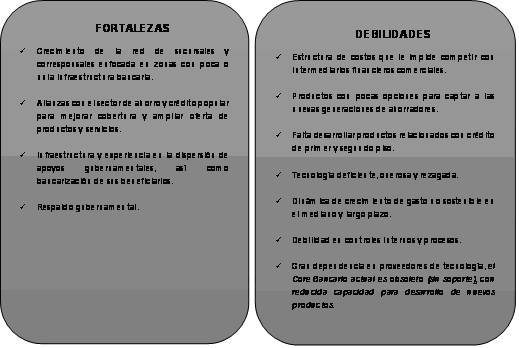 FORTALEZAS
✓ Crecimiento de la red de sucursales y
corresponsales enfocada en zonas con poca o
nula infraestructura bancaria.
✓ Alianzas con el sector de ahorro y crédito popular
para mejorar cobertura y ampliar oferta de
productos y servicios.
✓ Infraestructura y experiencia en la dispersión de
apoyos gubernamentales, así como
bancarización de sus beneficiarios.
✓ Respaldo gubernamental.
DEBILIDADES
✓ Estructura de costos que le impide competir con
intermediarios financieros comerciales.
✓ Productos con pocas opciones para captar a las
nuevas generaciones de ahorradores.
✓ Falta desarrollar productos relacionados con crédito
de primer y segundo piso.
✓ Tecnología deficiente, onerosa y rezagada.
✓ Dinámica de crecimiento de gasto no sostenible en
el mediano y largo plazo.
✓ Debilidad en controles internos y procesos.
✓ Gran dependencia en proveedores de tecnología, el
Core Bancario actual es obsoleto (sin soporte), con
reducida capacidad para desarrollo de nuevos
productos.